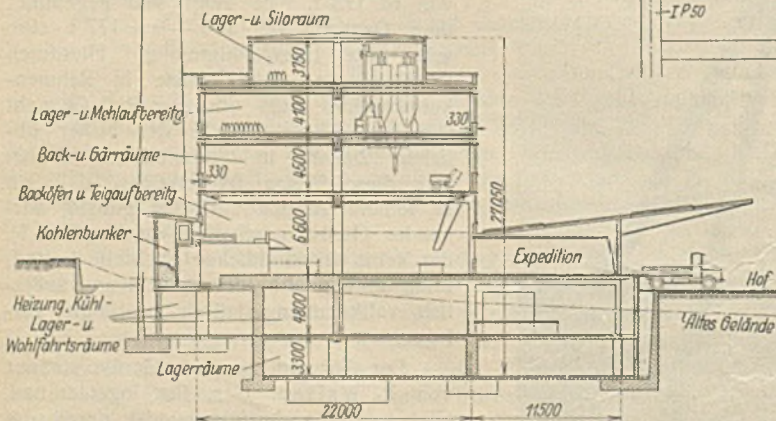 Lager-u. Siloraum
IP50
3750
Lager-u.Mehlaufbereitg
4100
330
Back-u. Gärräume
4500
330
27050
Backöfen u. Teigaufbereitg
6600
Kohlenbunker
Expedition
Hof
Heizung, Kühl-
Lager-u.
Wohlfahrtsräume
4800
Altes Gelände
Lagerräume
3300
22000
11500